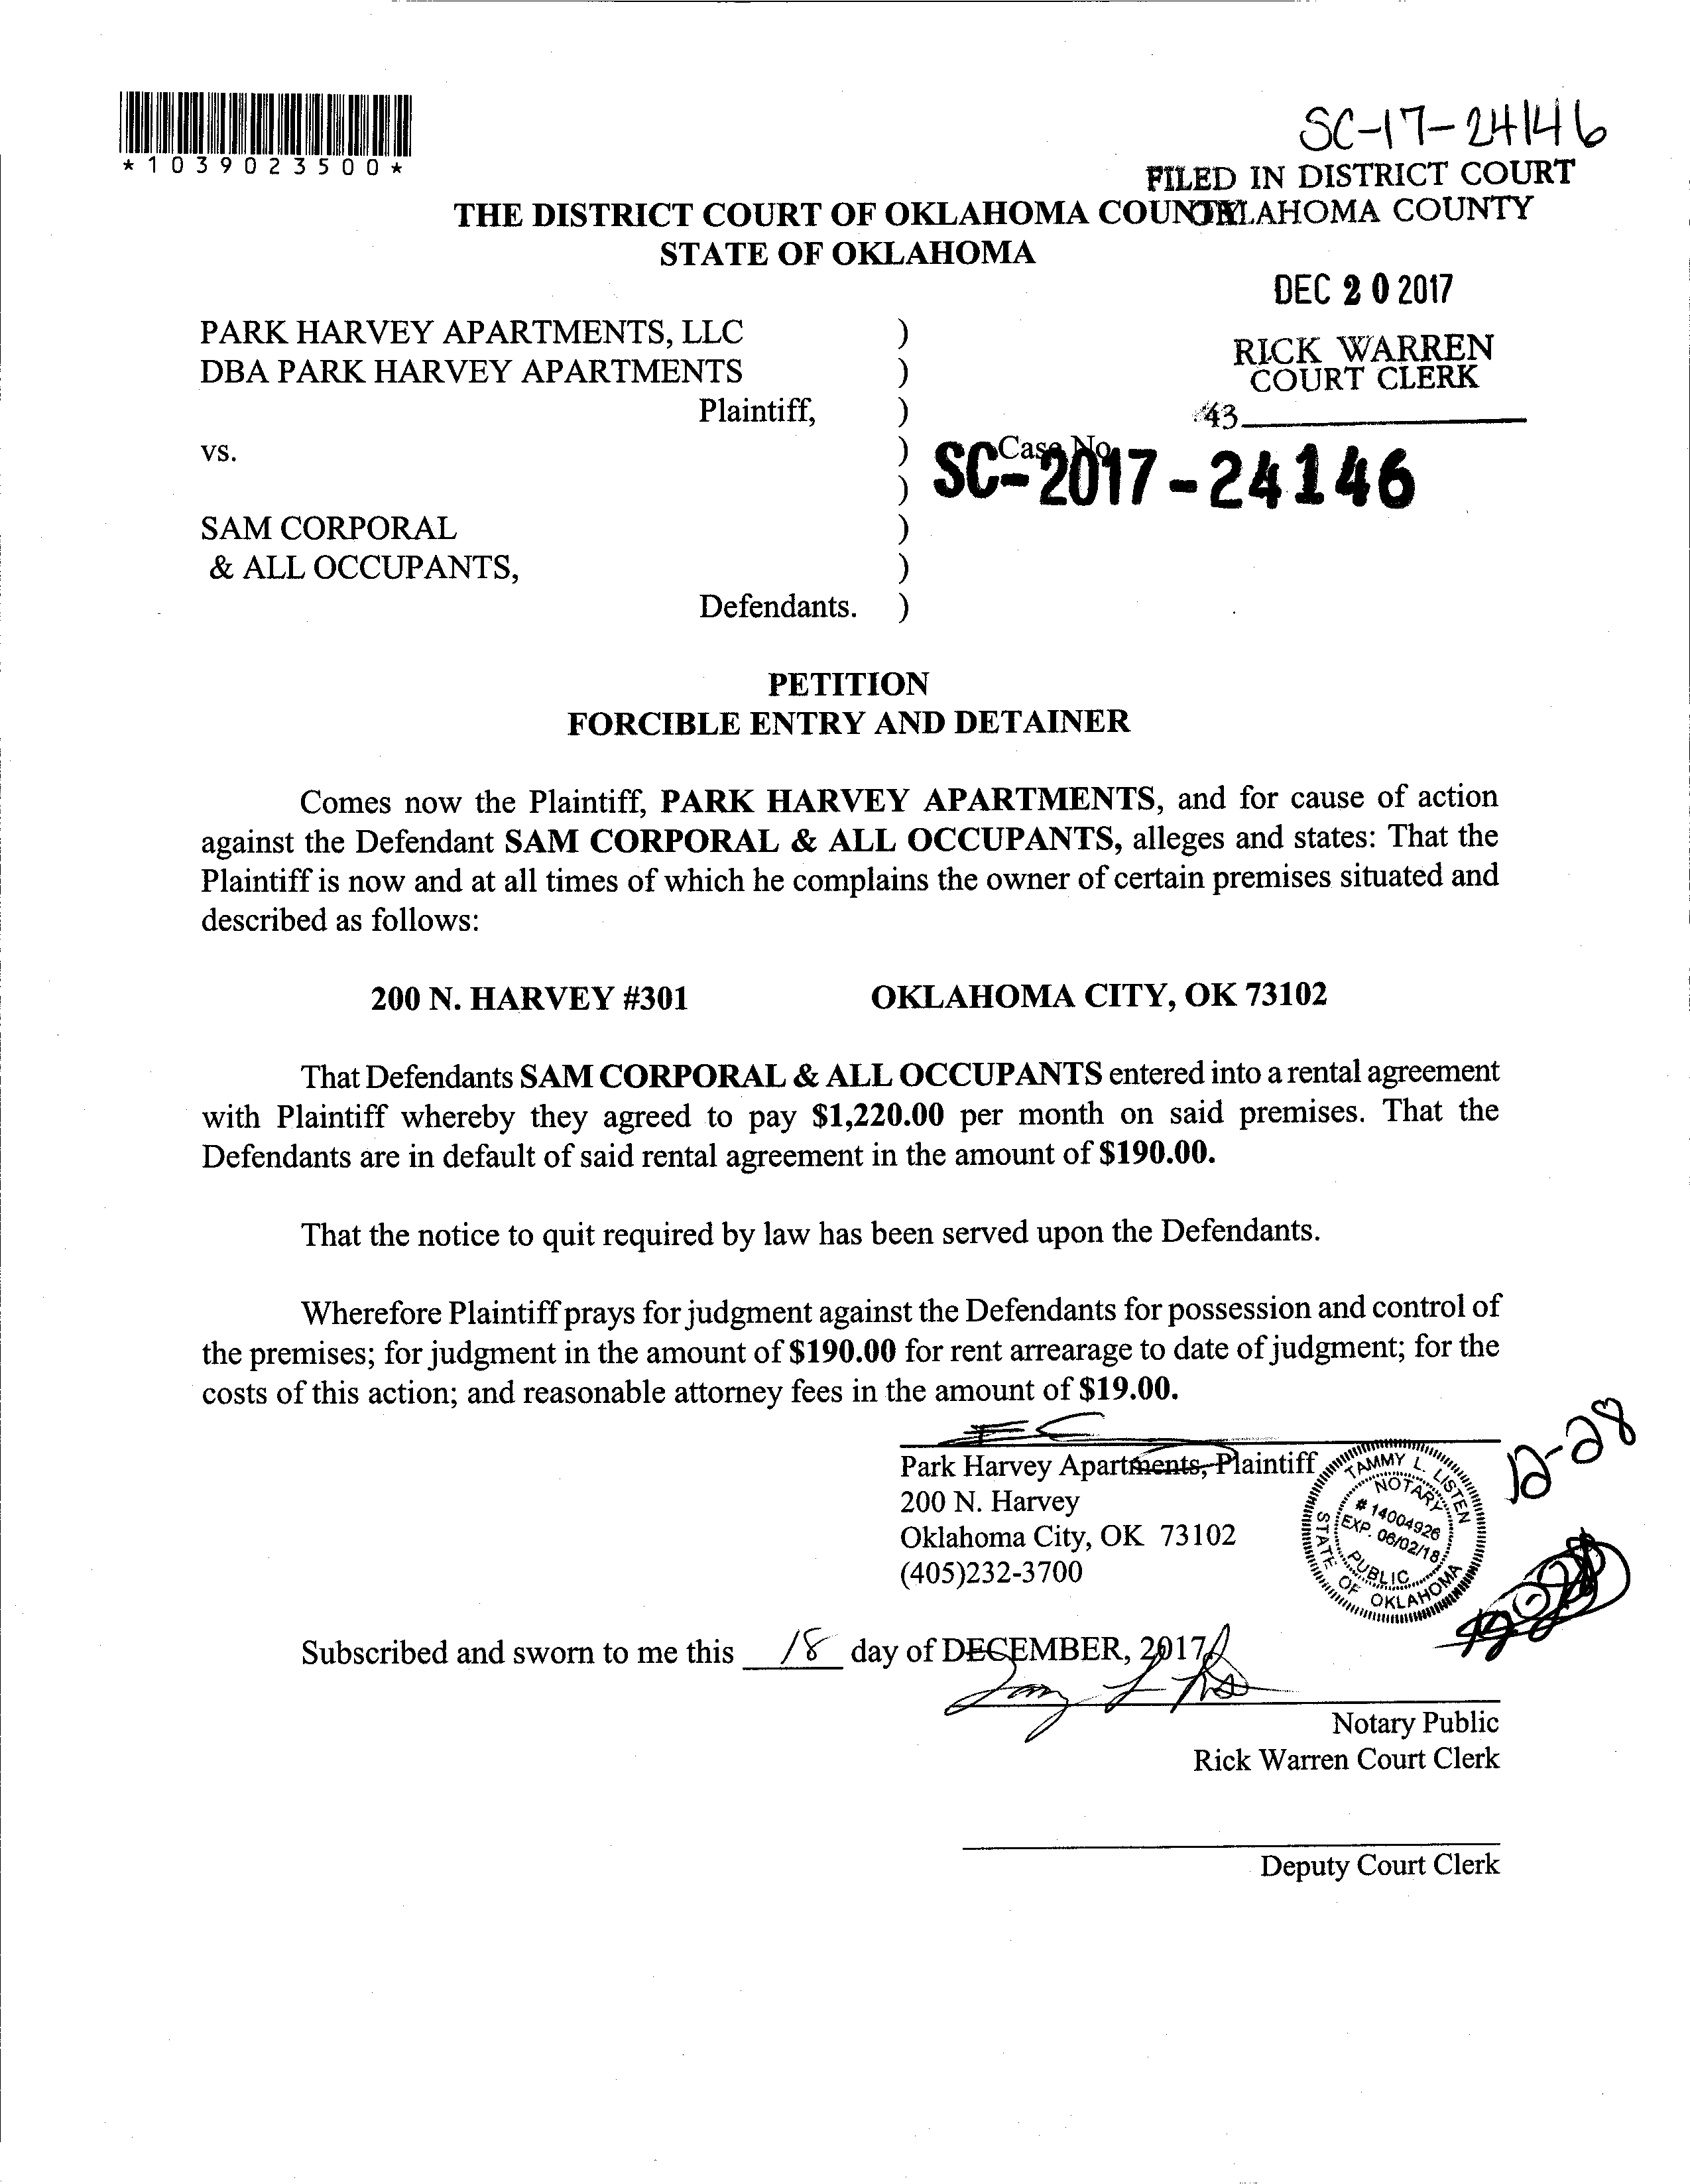 *1039023500*
SC-17-24146
FILED IN DISTRICT COURT
THE DISTRICT COURT OF OKLAHOMA COUNTY
OKLAHOMA COUNTY
STATE OF OKLAHOMA
DEC 20 2017
PARK HARVEY APARTMENTS, LLC )
DBA PARK HARVEY APARTMENTS )
Plaintiff, )
RICK WARREN
COURT CLERK
43
vs. )
Case No.
SC-2017-24146
)
SAM CORPORAL )
& ALL OCCUPANTS, )
Defendants. )
PETITION
FORCIBLE ENTRY AND DETAINER
Comes now the Plaintiff, PARK HARVEY APARTMENTS, and for cause of action
against the Defendant SAM CORPORAL & ALL OCCUPANTS, alleges and states: That the
Plaintiff is now and at all times of which he complains the owner of certain premises situated and
described as follows:
200 N. HARVEY #301 OKLAHOMA CITY, OK 73102
That Defendants SAM CORPORAL & ALL OCCUPANTS entered into a rental agreement
with Plaintiff whereby they agreed to pay $1,220.00 per month on said premises. That the
Defendants are in default of said rental agreement in the amount of $190.00.
That the notice to quit required by law has been served upon the Defendants.
Wherefore Plaintiff prays for judgment against the Defendants for possession and control of
the premises; for judgment in the amount of $190.00 for rent arrearage to date of judgment; for the
costs of this action; and reasonable attorney fees in the amount of $19.00.
Park Harvey Apartments, Plaintiff
200 N. Harvey
Oklahoma City, OK 73102
(405)232-3700
TAMMY L. LISTEN
NOTARY
# 14004926
EXP. 06/02/18
PUBLIC
STATE OF OKLAHOMA
12-28
Subscribed and sworn to me this 18 day of DECEMBER, 2017
Notary Public
Rick Warren Court Clerk
Deputy Court Clerk